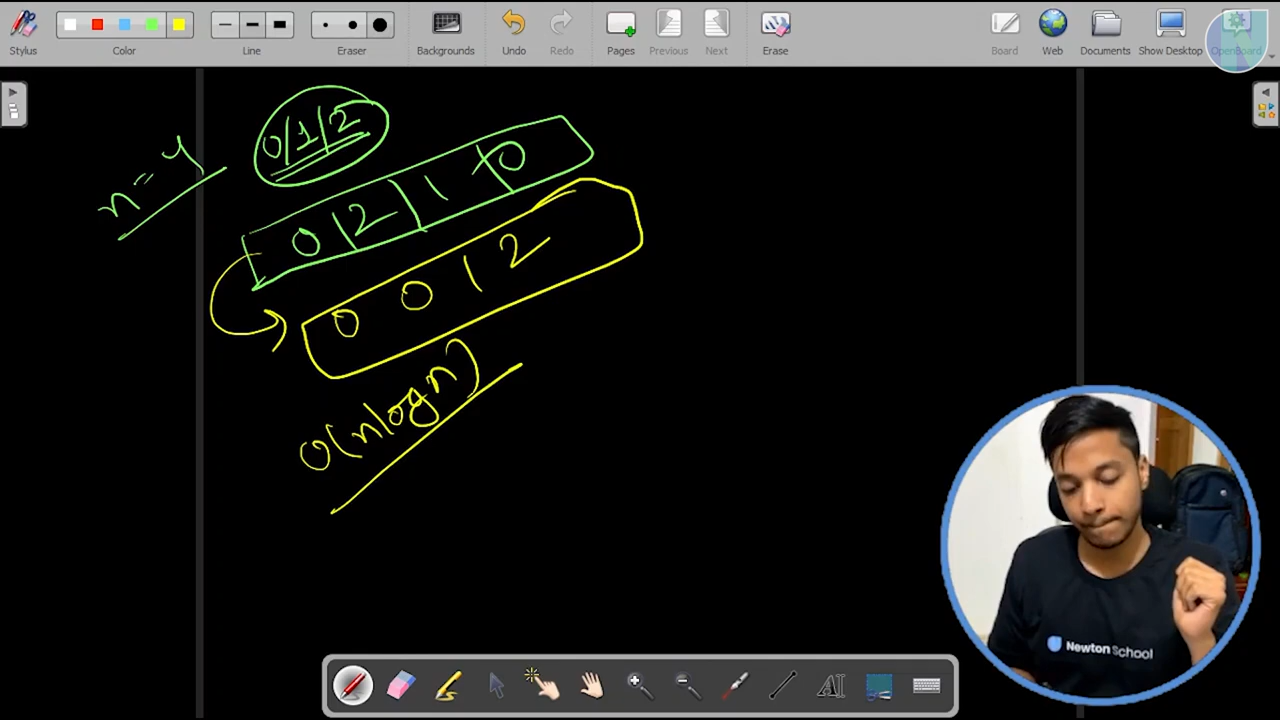 Stylus
Color
Line
Eraser
Backgrounds
Undo
Redo
Pages
Previous
Next
Erase
Board
Web
Documents
Show Desktop
OpenBoard
n=4
0/1/2
0 2 1 0
0 0 1 2
O(nlogn)
Newton School